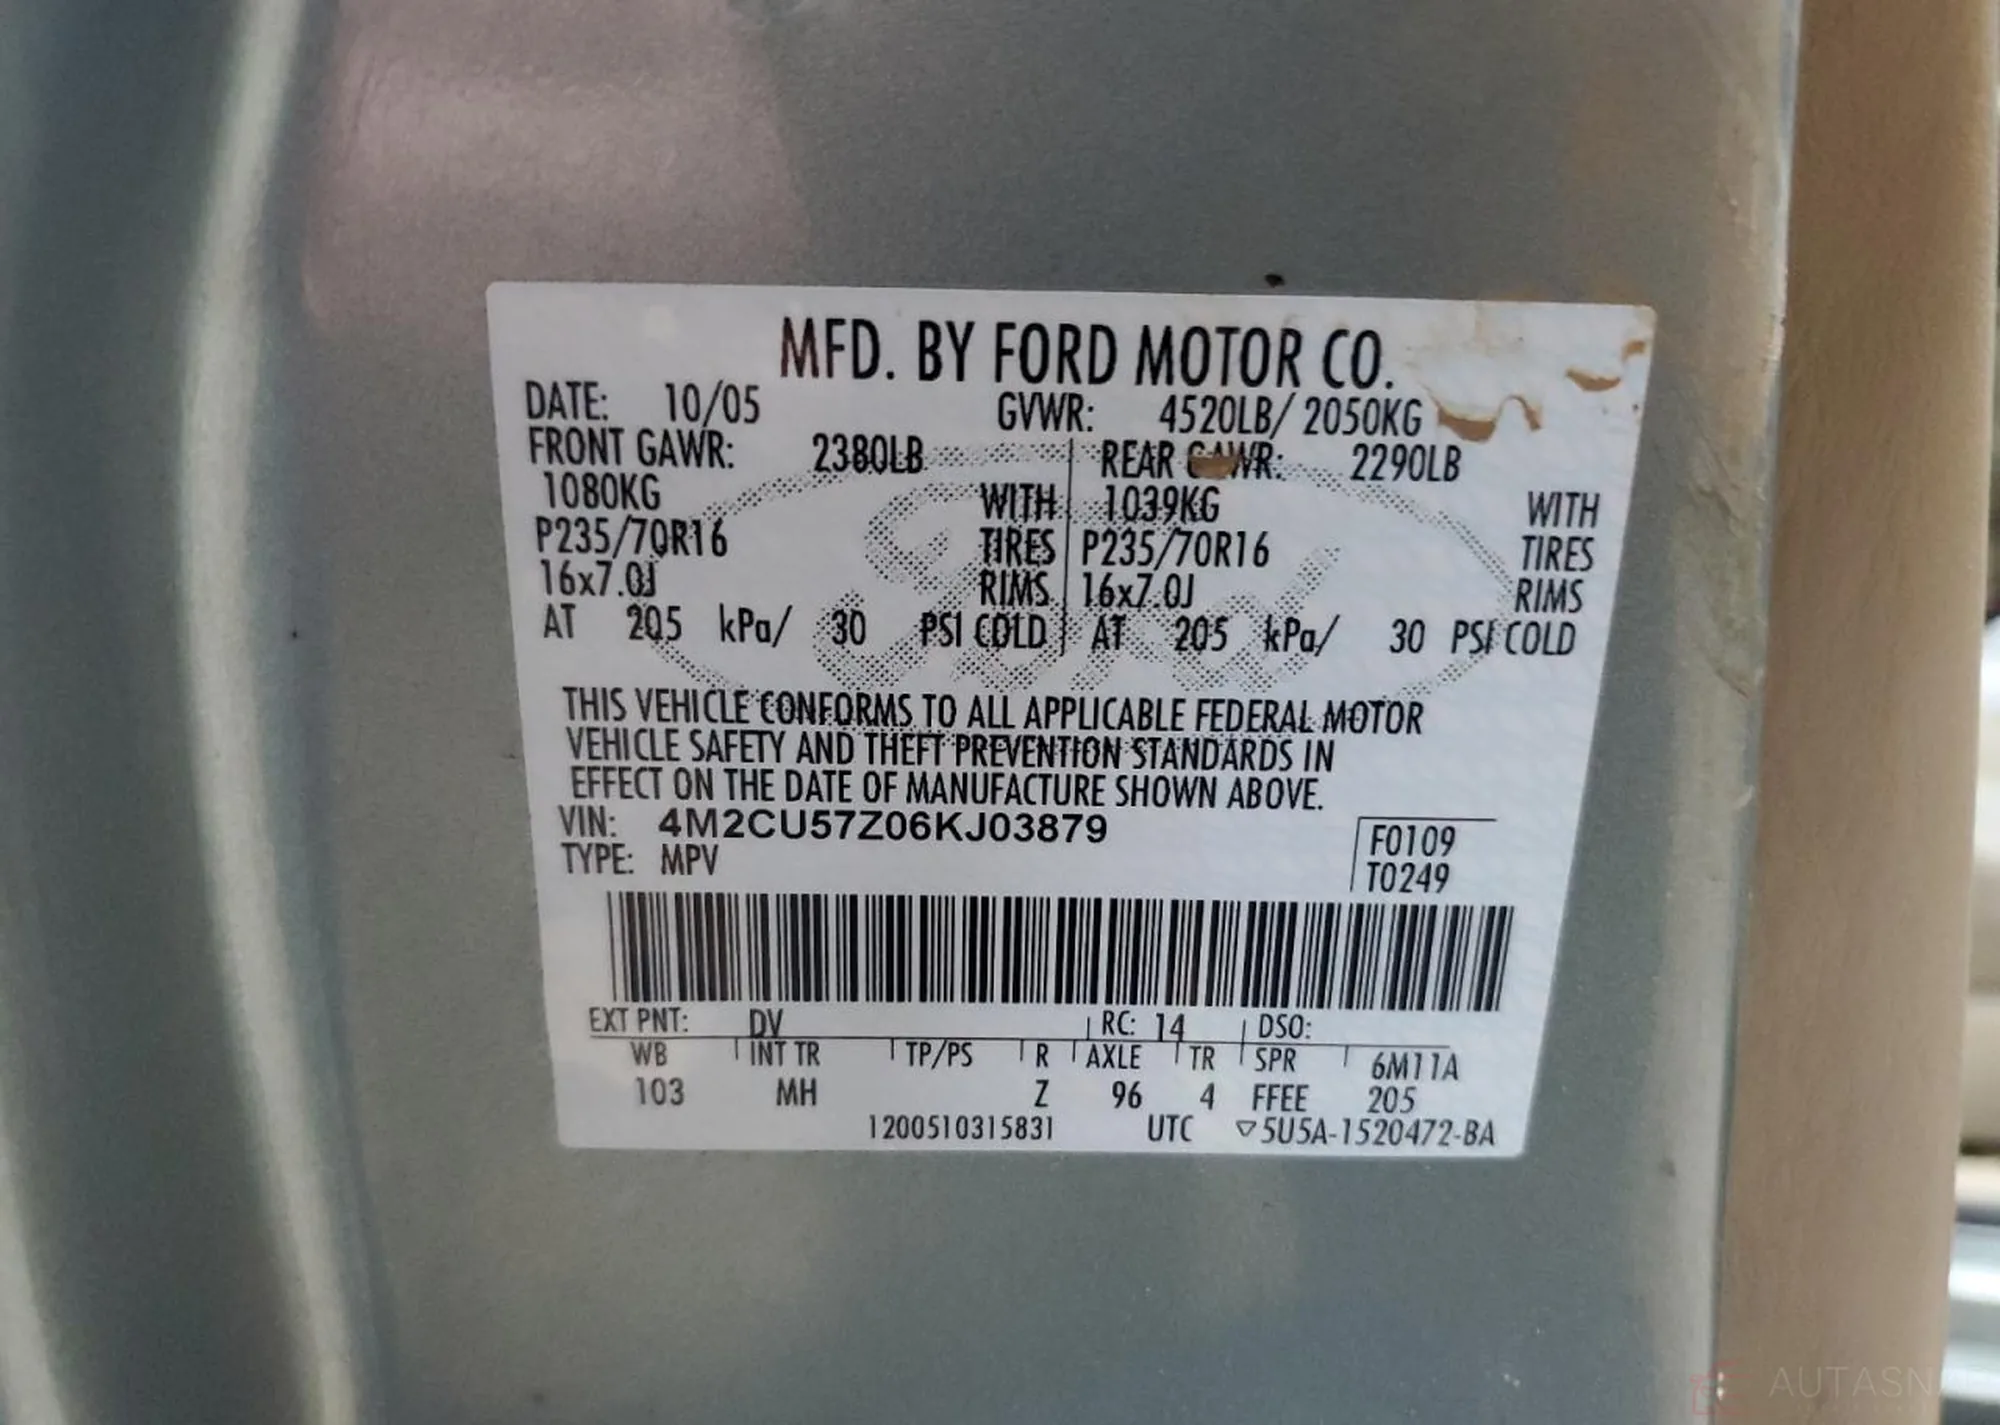 MFD. BY FORD MOTOR CO.
DATE: 10/05 GVWR: 4520LB/ 2050KG
FRONT GAWR: 2380LB REAR GAWR: 2290LB
1080KG WITH 1039KG WITH
P235/70R16 TIRES P235/70R16 TIRES
16x7.0J RIMS 16x7.0J RIMS
AT 205 kPa/ 30 PSI COLD AT 205 kPa/ 30 PSI COLD
THIS VEHICLE CONFORMS TO ALL APPLICABLE FEDERAL MOTOR
VEHICLE SAFETY AND THEFT PREVENTION STANDARDS IN
EFFECT ON THE DATE OF MANUFACTURE SHOWN ABOVE.
VIN: 4M2CU57Z06KJ03879
TYPE: MPV
F0109
T0249
EXT PNT: DV RC: 14 DSO:
WB INT TR TP/PS R AXLE TR SPR 6M11A
103 MH Z 96 4 FFEE 205
1200510315831 UTC ▽5U5A-1520472-BA
AUTASN